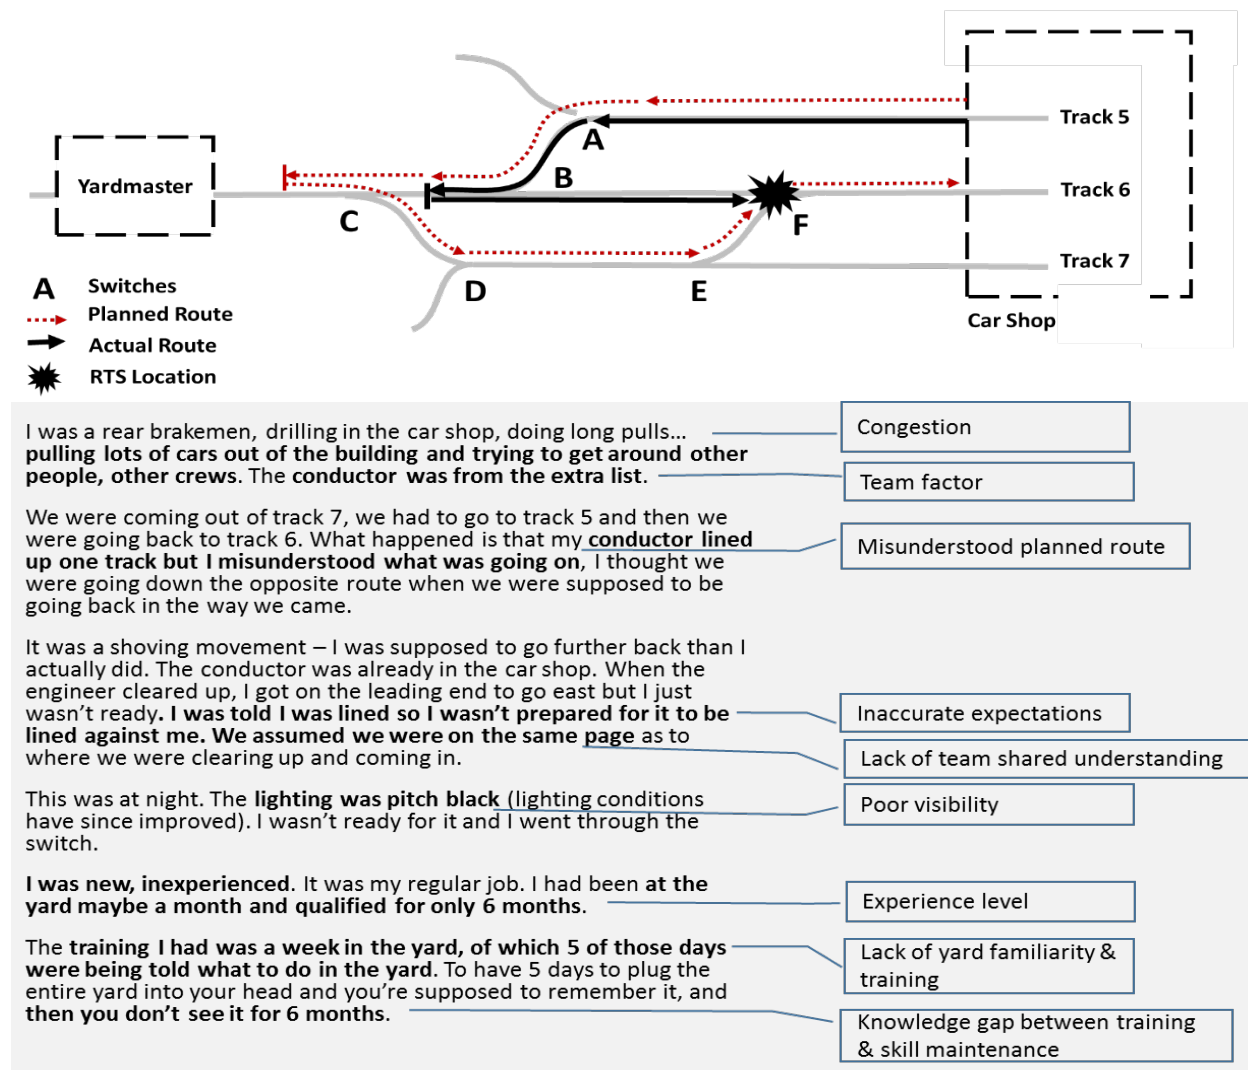 Track 5
A
Yardmaster
B
Track 6
C
F
Track 7
D
E
A Switches
Planned Route
Actual Route
RTS Location
Car Shop
I was a rear brakemen, drilling in the car shop, doing long pulls...
pulling lots of cars out of the building and trying to get around other
people, other crews. The conductor was from the extra list.
Congestion
Team factor
We were coming out of track 7, we had to go to track 5 and then we
were going back to track 6. What happened is that my conductor lined
up one track but I misunderstood what was going on, I thought we
were going down the opposite route when we were supposed to be
going back in the way we came.
Misunderstood planned route
It was a shoving movement – I was supposed to go further back than I
actually did. The conductor was already in the car shop. When the
engineer cleared up, I got on the leading end to go east but I just
wasn't ready. I was told I was lined so I wasn't prepared for it to be
lined against me. We assumed we were on the same page as to
where we were clearing up and coming in.
Inaccurate expectations
Lack of team shared understanding
This was at night. The lighting was pitch black (lighting conditions
have since improved). I wasn't ready for it and I went through the
switch.
Poor visibility
I was new, inexperienced. It was my regular job. I had been at the
yard maybe a month and qualified for only 6 months.
Experience level
The training I had was a week in the yard, of which 5 of those days
were being told what to do in the yard. To have 5 days to plug the
entire yard into your head and you're supposed to remember it, and
then you don't see it for 6 months.
Lack of yard familiarity &
training
Knowledge gap between training
& skill maintenance